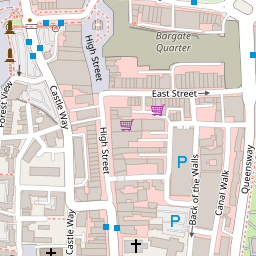 Bargate
Quarter
High Street
East Street
Forest View
Castle Way
High Street
P
Back of the Walls
Canal Walk
Queensway
P
Castle Way